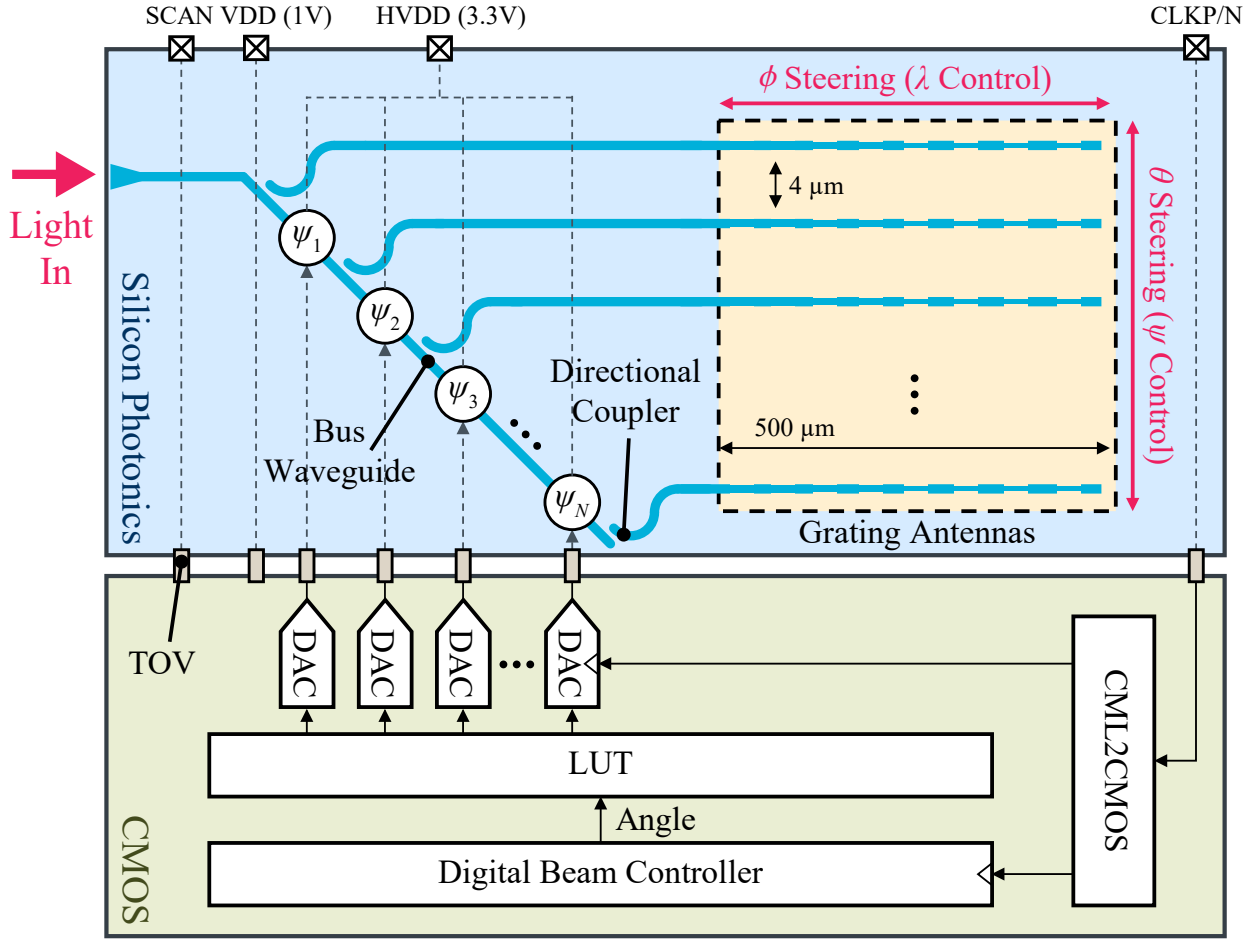 SCAN VDD (1V)
HVDD (3.3V)
CLKP/N
ϕ Steering (λ Control)
Light
In
4 μm
θ Steering (ψ Control)
ψ1
ψ2
ψ3
ψN
Silicon Photonics
Bus
Waveguide
Directional
Coupler
500 μm
Grating Antennas
TOV
DAC
DAC
DAC
DAC
CML2CMOS
LUT
Angle
Digital Beam Controller
CMOS